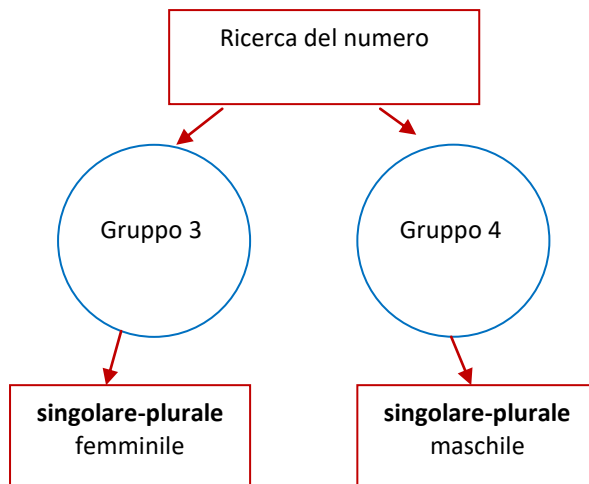 Ricerca del numero
Gruppo 3
Gruppo 4
singolare-plurale
femminile
singolare-plurale
maschile